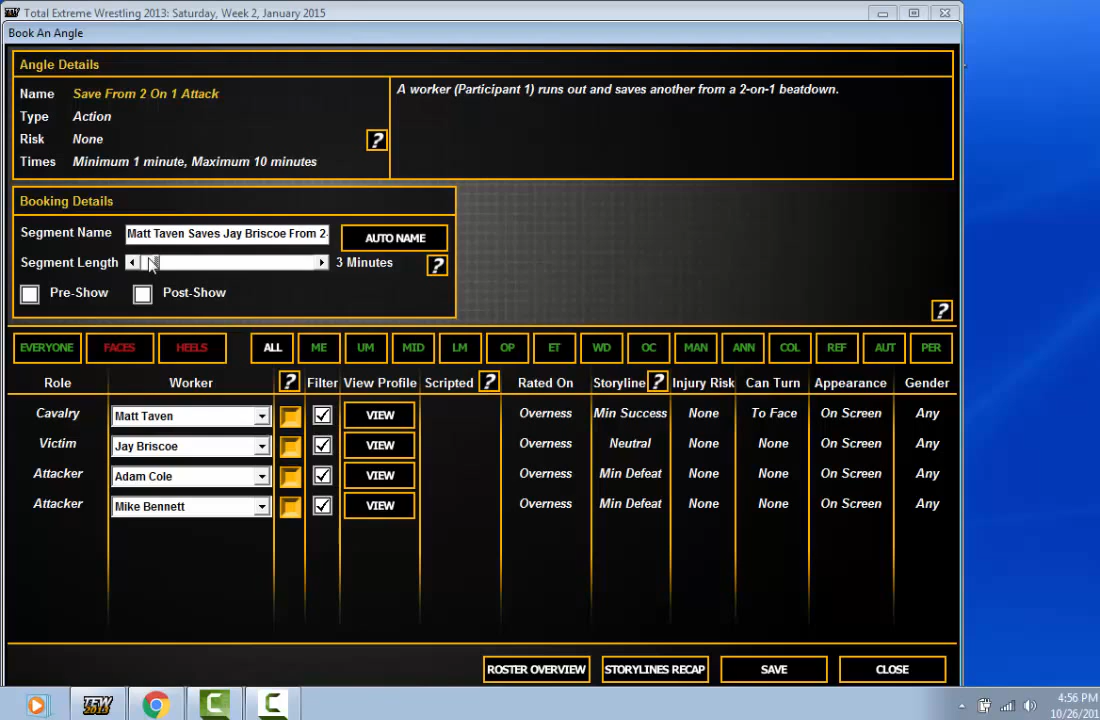 Total Extreme Wrestling 2013: Saturday, Week 2, January 2015
Book An Angle
Angle Details
Name Save From 2 On 1 Attack
A worker (Participant 1) runs out and saves another from a 2-on-1 beatdown.
Type Action
Risk None
?
Times Minimum 1 minute, Maximum 10 minutes
Booking Details
Segment Name Matt Taven Saves Jay Briscoe From 2- AUTO NAME
Segment Length 3 Minutes ?
Pre-Show Post-Show
?
EVERYONE FACES HEELS ALL ME UM MID LM OP ET WD OC MAN ANN COL REF AUT PER
Role Worker ? Filter View Profile Scripted ? Rated On Storyline ? Injury Risk Can Turn Appearance Gender
Cavalry Matt Taven VIEW Overness Min Success None To Face On Screen Any
Victim Jay Briscoe VIEW Overness Neutral None None On Screen Any
Attacker Adam Cole VIEW Overness Min Defeat None None On Screen Any
Attacker Mike Bennett VIEW Overness Min Defeat None None On Screen Any
ROSTER OVERVIEW STORYLINES RECAP SAVE CLOSE
TEW 2013
4:56 PM
10/26/201